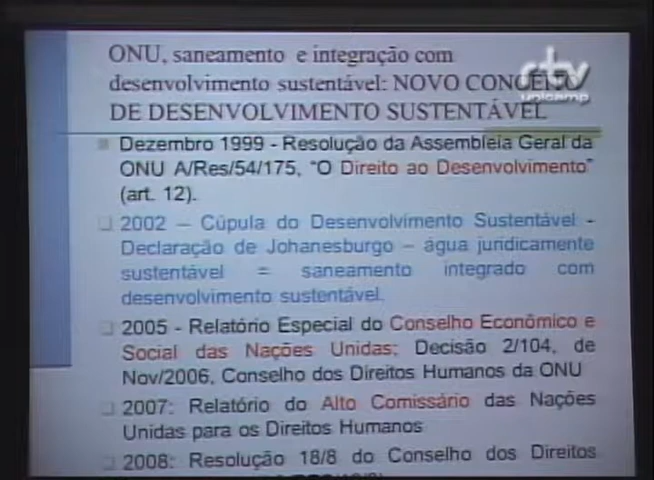 ONU, saneamento e integração com
desenvolvimento sustentável: NOVO CONCEITO
DE DESENVOLVIMENTO SUSTENTÁVEL
rtv
unicamp
Dezembro 1999 - Resolução da Assembleia Geral da
ONU A/Res/54/175, "O Direito ao Desenvolvimento"
(art. 12).
2002 – Cúpula do Desenvolvimento Sustentável -
Declaração de Johanesburgo – água juridicamente
sustentável = saneamento integrado com
desenvolvimento sustentável.
2005 - Relatório Especial do Conselho Econômico e
Social das Nações Unidas; Decisão 2/104, de
Nov/2006, Conselho dos Direitos Humanos da ONU
2007: Relatório do Alto Comissário das Nações
Unidas para os Direitos Humanos
2008: Resolução 18/8 do Conselho dos Direitos